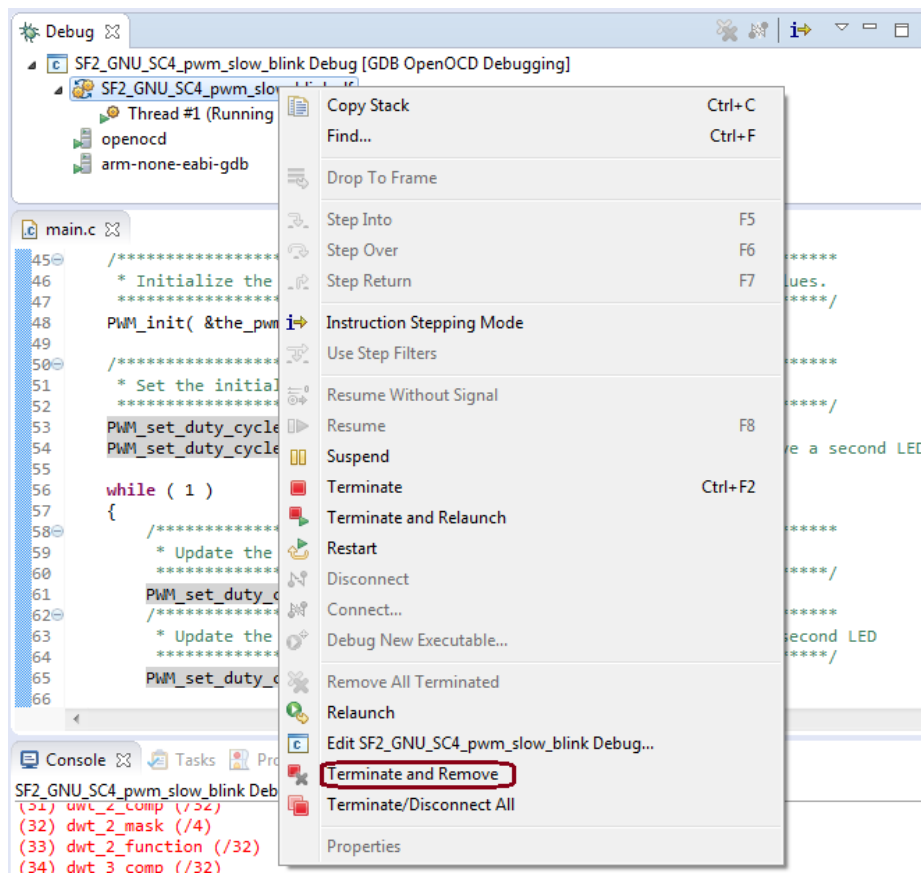 Debug
SF2_GNU_SC4_pwm_slow_blink Debug [GDB OpenOCD Debugging]
SF2_GNU_SC4_pwm_slow_blink.elf
Thread #1 (Running
openocd
arm-none-eabi-gdb
Copy Stack Ctrl+C
Find... Ctrl+F
Drop To Frame
Step Into F5
Step Over F6
Step Return F7
Instruction Stepping Mode
Use Step Filters
Resume Without Signal
Resume F8
Suspend
Terminate Ctrl+F2
Terminate and Relaunch
Restart
Disconnect
Connect...
Debug New Executable...
Remove All Terminated
Relaunch
Edit SF2_GNU_SC4_pwm_slow_blink Debug...
Terminate and Remove
Terminate/Disconnect All
Properties
main.c
45 /***************** *****
46 * Initialize the lues.
47 ***************** *****/
48 PWM_init( &the_pwm
49
50 /***************** *****
51 * Set the initial
52 ***************** *****/
53 PWM_set_duty_cycle
54 PWM_set_duty_cycle ve a second LED
55
56 while ( 1 )
57 {
58 /************* *****
59 * Update the
60 ************* *****/
61 PWM_set_duty_c
62 /************* *****
63 * Update the second LED
64 ************* *****/
65 PWM_set_duty_c
66
Console Tasks Pro
SF2_GNU_SC4_pwm_slow_blink Deb
(31) dwt_2_comp (/32)
(32) dwt_2_mask (/4)
(33) dwt_2_function (/32)
(34) dwt_3_comp (/32)